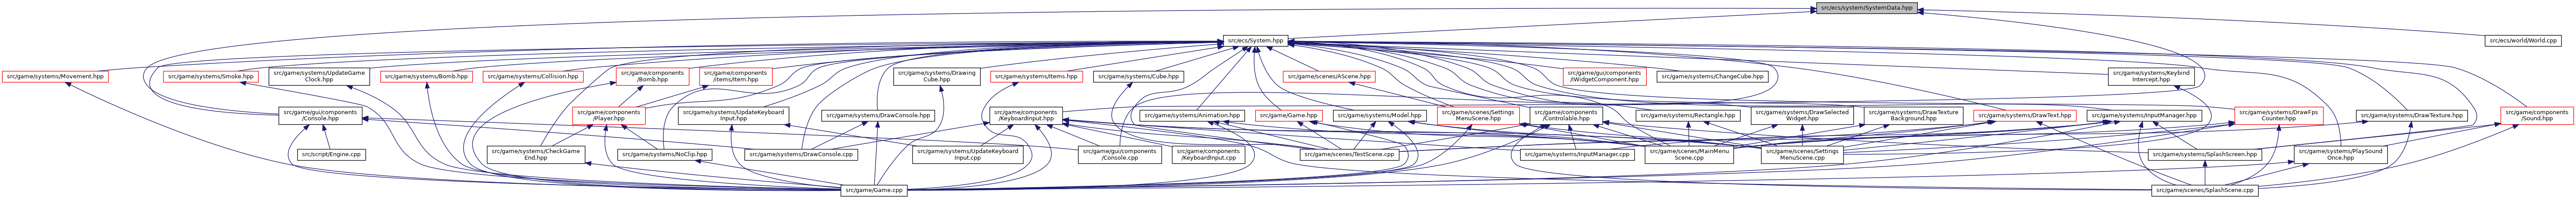 src/ecs/system/SystemData.hpp
src/ecs/System.hpp
src/ecs/world/World.cpp
src/game/systems/Movement.hpp
src/game/systems/Smoke.hpp
src/game/systems/UpdateGame
Clock.hpp
src/game/systems/Bomb.hpp
src/game/systems/Collision.hpp
src/game/components
/Bomb.hpp
src/game/components
/items/Item.hpp
src/game/systems/Drawing
Cube.hpp
src/game/systems/Items.hpp
src/game/systems/Cube.hpp
src/game/scenes/AScene.hpp
src/game/gui/components
/IWidgetComponent.hpp
src/game/systems/ChangeCube.hpp
src/game/systems/Keybind
Intercept.hpp
src/game/gui/components
/Console.hpp
src/game/components
/Player.hpp
src/game/systems/UpdateKeyboard
Input.hpp
src/game/systems/DrawConsole.hpp
src/game/components
/KeyboardInput.hpp
src/game/systems/Animation.hpp
src/game/Game.hpp
src/game/systems/Model.hpp
src/game/scenes/Settings
MenuScene.hpp
src/game/components
/Controllable.hpp
src/game/systems/Rectangle.hpp
src/game/systems/DrawSelected
Widget.hpp
src/game/systems/DrawTexture
Background.hpp
src/game/systems/DrawText.hpp
src/game/systems/InputManager.hpp
src/game/systems/DrawFps
Counter.hpp
src/game/systems/DrawTexture.hpp
src/game/components
/Sound.hpp
src/script/Engine.cpp
src/game/systems/CheckGame
End.hpp
src/game/systems/NoClip.hpp
src/game/systems/DrawConsole.cpp
src/game/systems/UpdateKeyboard
Input.cpp
src/game/gui/components
/Console.cpp
src/game/components
/KeyboardInput.cpp
src/game/scenes/TestScene.cpp
src/game/systems/InputManager.cpp
src/game/scenes/MainMenu
Scene.cpp
src/game/scenes/Settings
MenuScene.cpp
src/game/systems/SplashScreen.hpp
src/game/systems/PlaySound
Once.hpp
src/game/Game.cpp
src/game/scenes/SplashScene.cpp